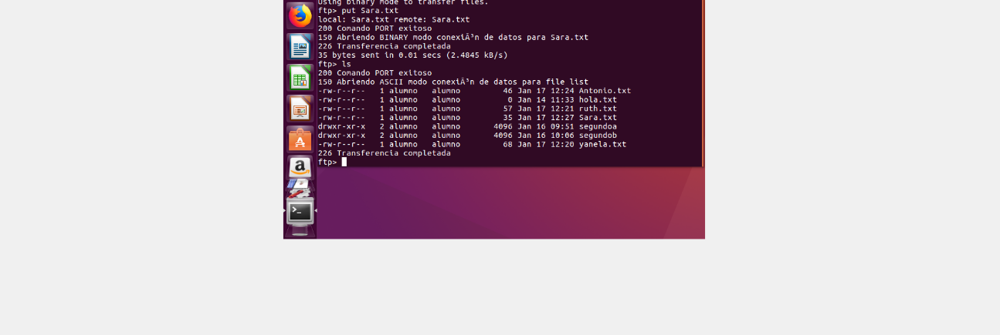 Using binary mode to transfer files.
ftp> put Sara.txt
local: Sara.txt remote: Sara.txt
200 Comando PORT exitoso
150 Abriendo BINARY modo conexiÃ³n de datos para Sara.txt
226 Transferencia completada
35 bytes sent in 0.01 secs (2.4845 kB/s)
ftp> ls
200 Comando PORT exitoso
150 Abriendo ASCII modo conexiÃ³n de datos para file list
-rw-r--r--   1 alumno   alumno         46 Jan 17 12:24 Antonio.txt
-rw-r--r--   1 alumno   alumno          0 Jan 14 11:33 hola.txt
-rw-r--r--   1 alumno   alumno         57 Jan 17 12:21 ruth.txt
-rw-r--r--   1 alumno   alumno         35 Jan 17 12:27 Sara.txt
drwxr-xr-x   2 alumno   alumno       4096 Jan 16 09:51 segundoa
drwxr-xr-x   2 alumno   alumno       4096 Jan 16 10:06 segundob
-rw-r--r--   1 alumno   alumno         68 Jan 17 12:20 yanela.txt
226 Transferencia completada
ftp>